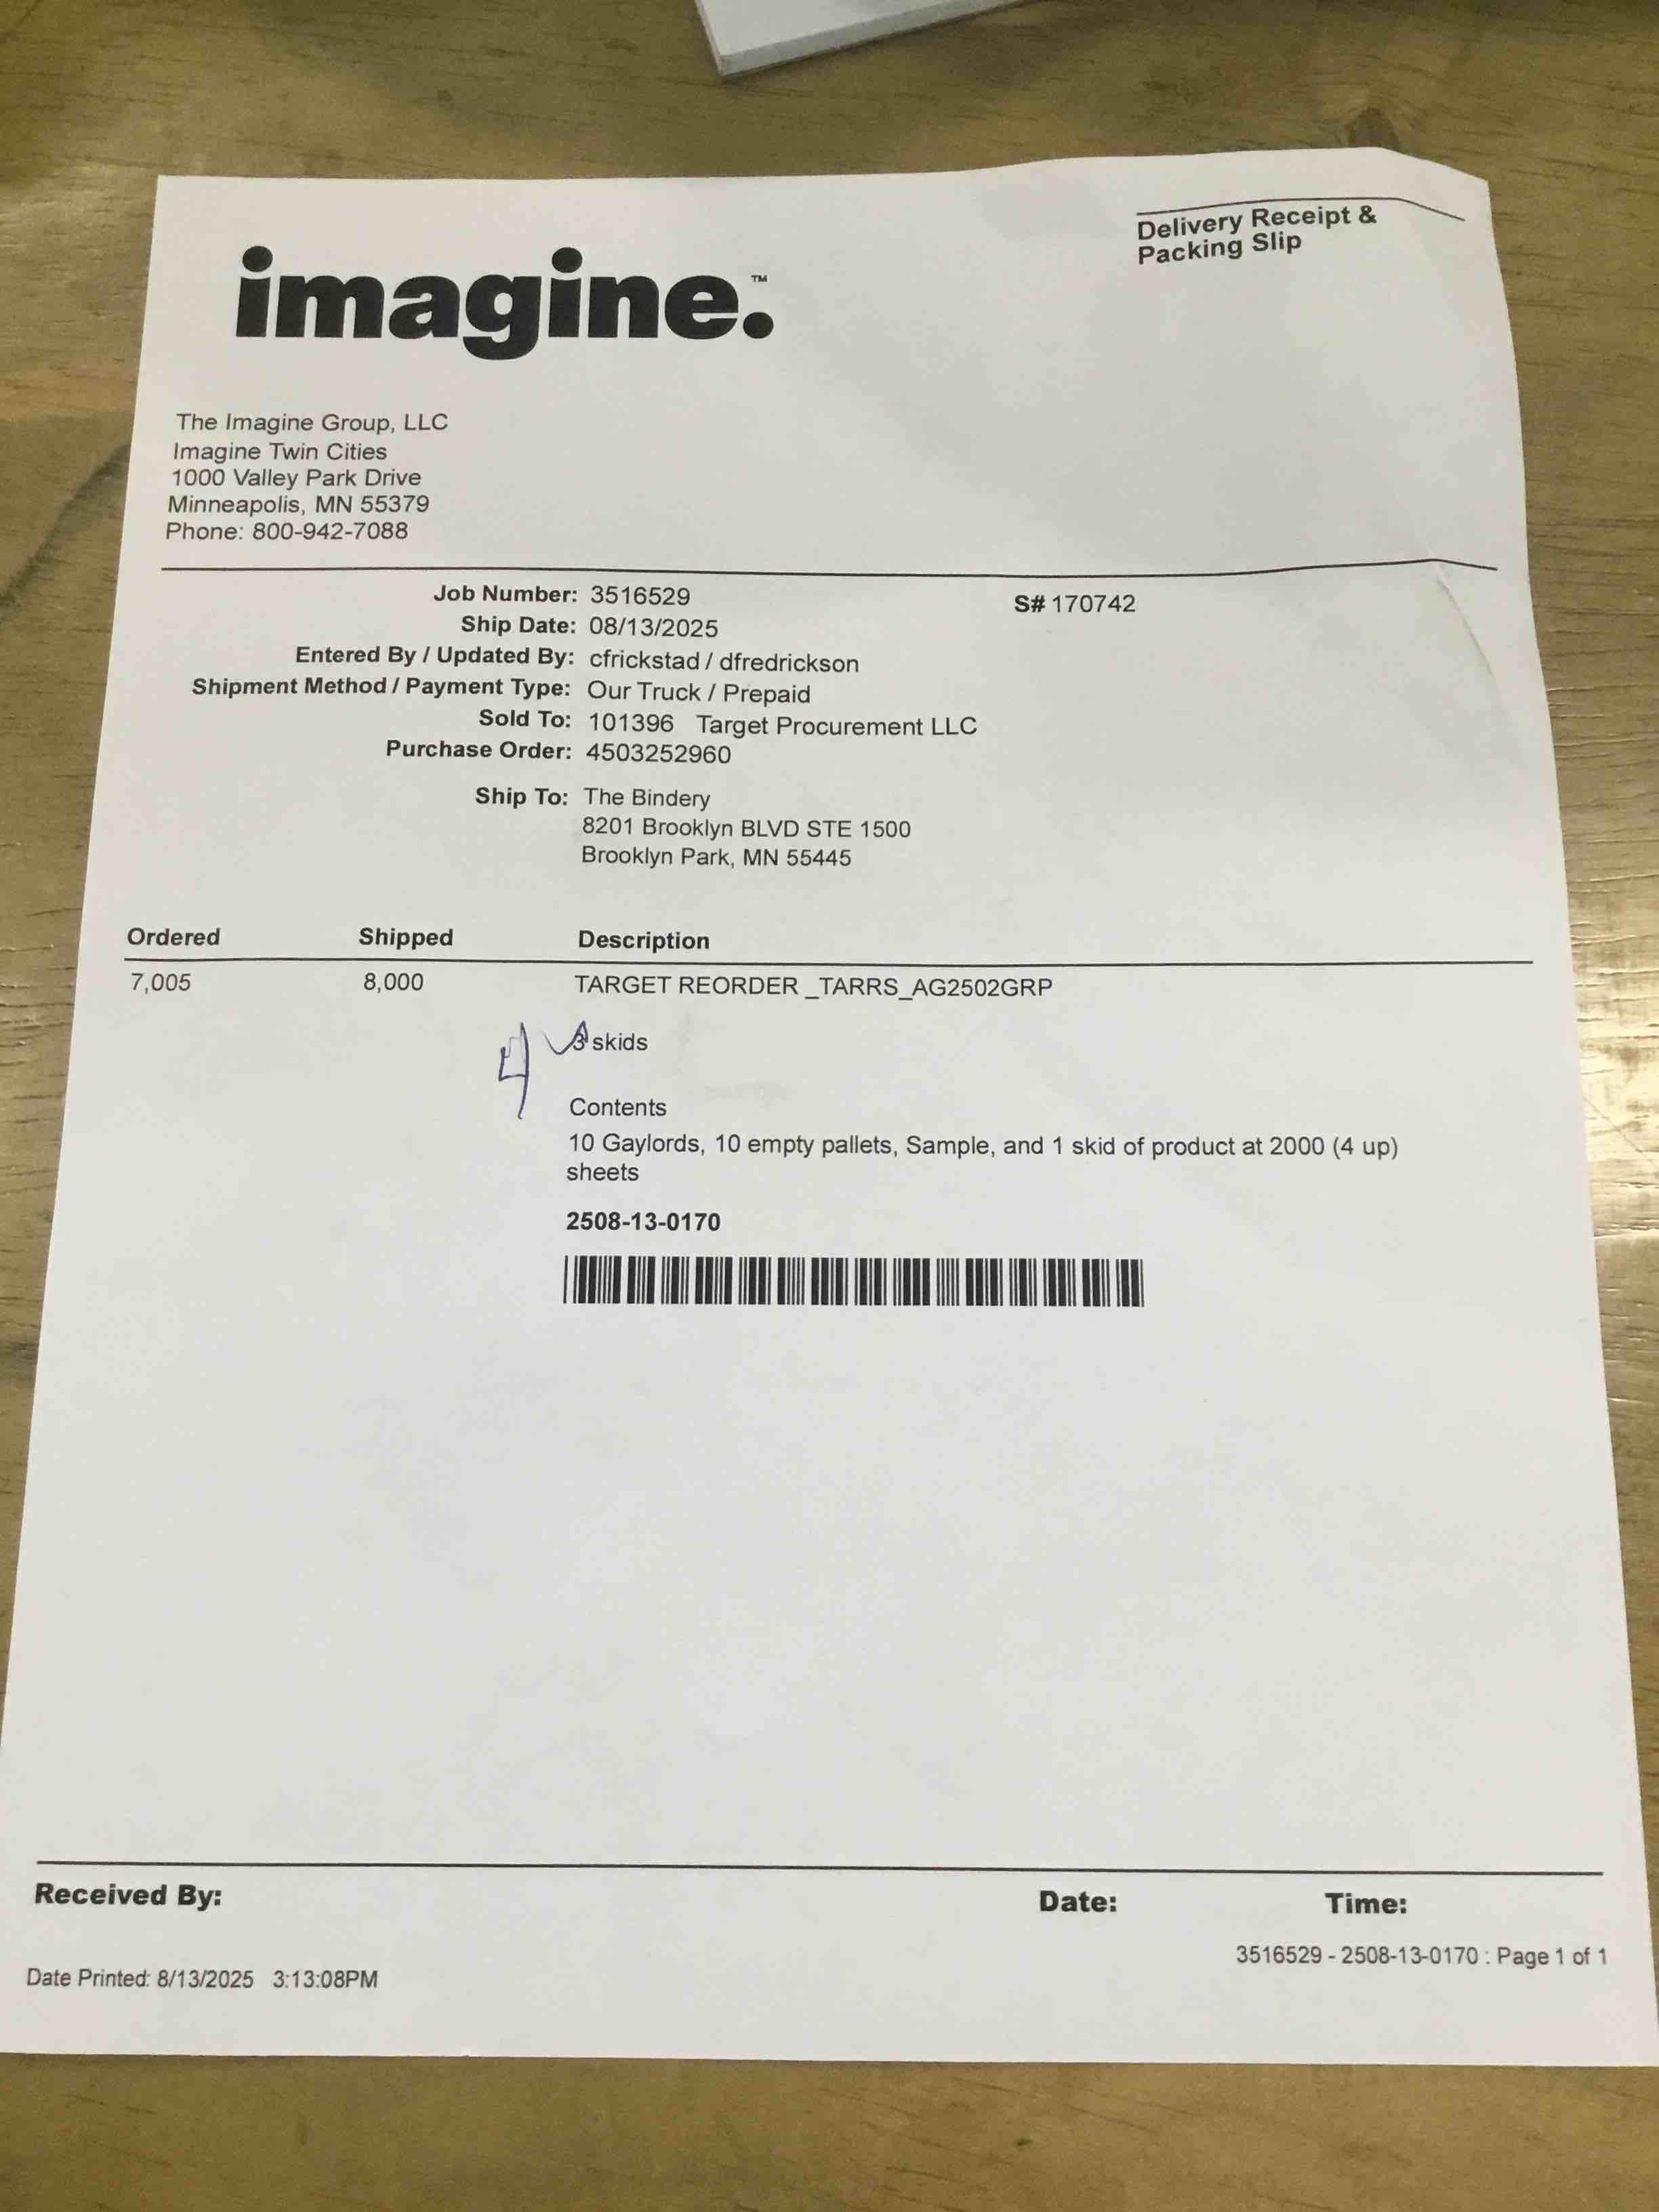 Delivery Receipt &
Packing Slip
imagine.™
The Imagine Group, LLC
Imagine Twin Cities
1000 Valley Park Drive
Minneapolis, MN 55379
Phone: 800-942-7088
Job Number: 3516529
S# 170742
Ship Date: 08/13/2025
Entered By / Updated By: cfrickstad / dfredrickson
Shipment Method / Payment Type: Our Truck / Prepaid
Sold To: 101396 Target Procurement LLC
Purchase Order: 4503252960
Ship To: The Bindery
8201 Brooklyn BLVD STE 1500
Brooklyn Park, MN 55445
Ordered Shipped Description
7,005 8,000 TARGET REORDER _TARRS_AG2502GRP
4 3 skids
Contents
10 Gaylords, 10 empty pallets, Sample, and 1 skid of product at 2000 (4 up)
sheets
2508-13-0170
Received By: Date: Time:
3516529 - 2508-13-0170 : Page 1 of 1
Date Printed: 8/13/2025 3:13:08PM